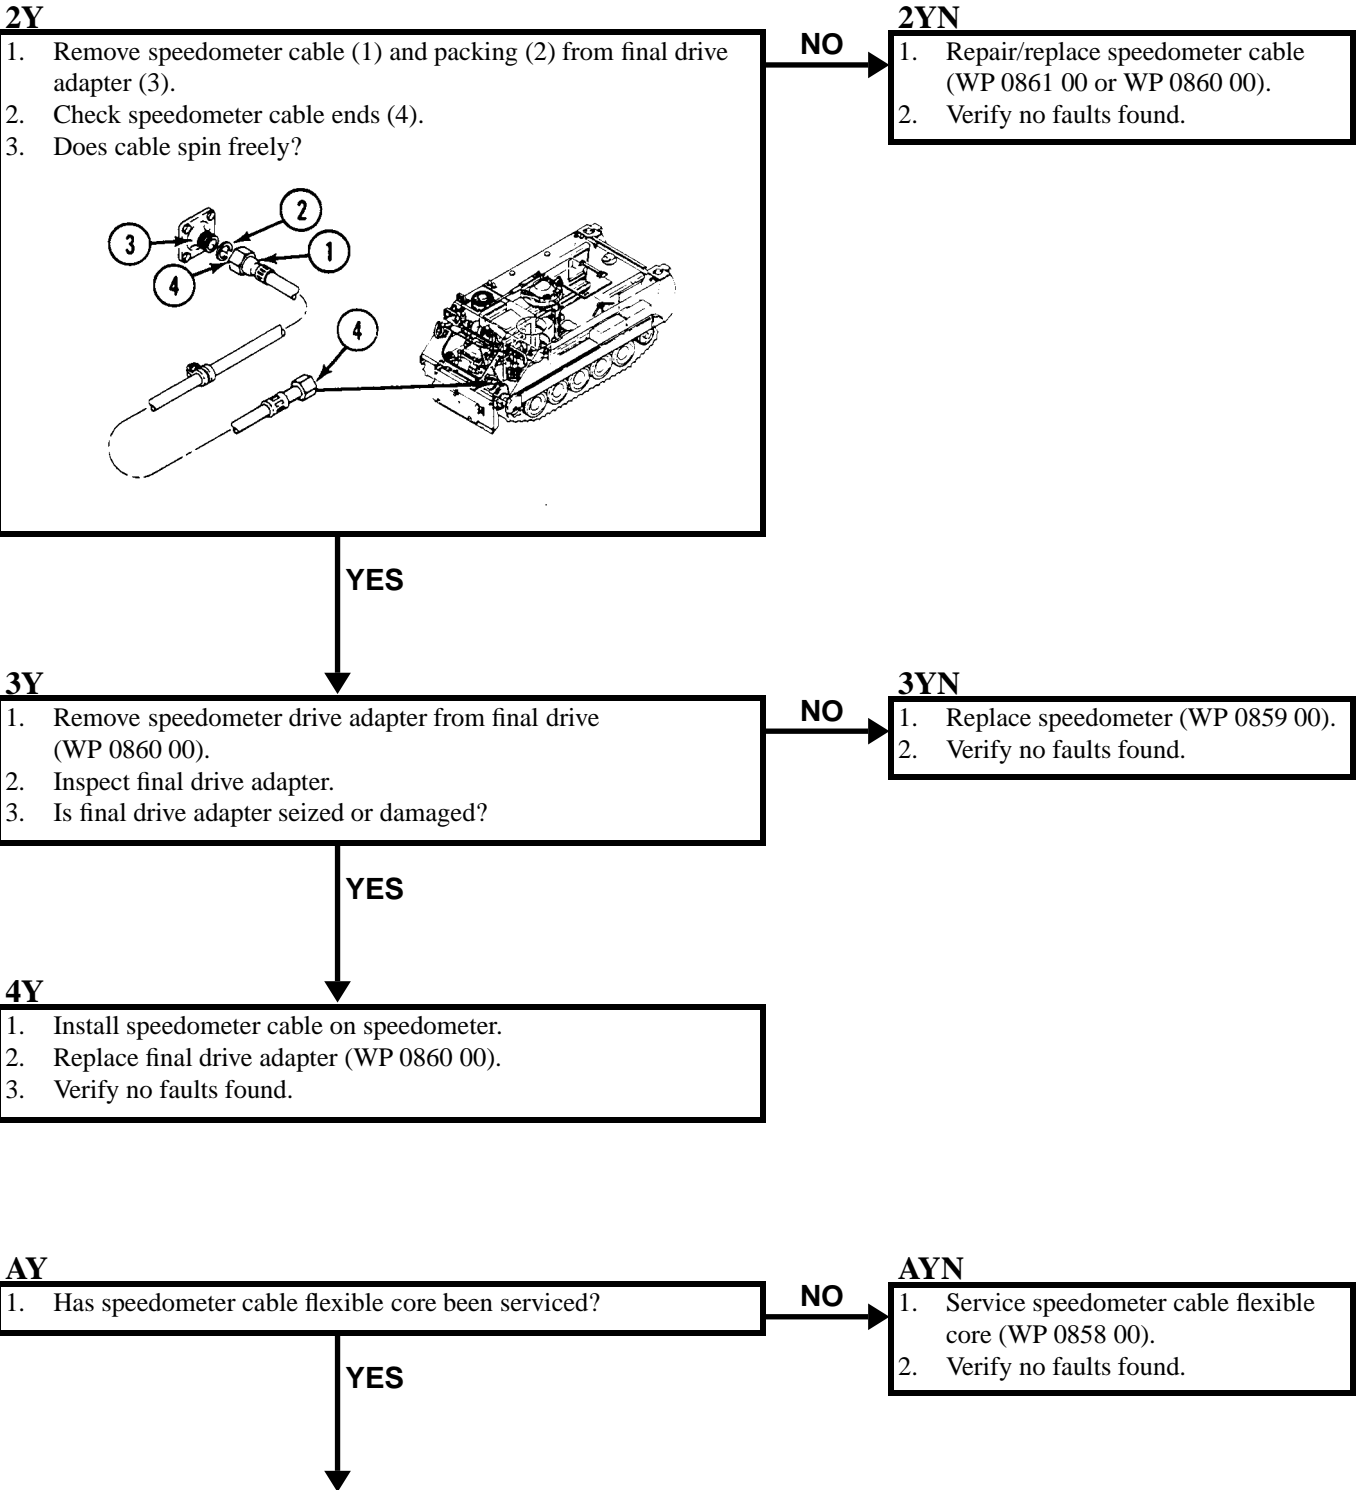 2Y
1. Remove speedometer cable (1) and packing (2) from final drive
adapter (3).
2. Check speedometer cable ends (4).
3. Does cable spin freely?
NO
2YN
1. Repair/replace speedometer cable
(WP 0861 00 or WP 0860 00).
2. Verify no faults found.
2
3
1
4
4
YES
3Y
1. Remove speedometer drive adapter from final drive
(WP 0860 00).
2. Inspect final drive adapter.
3. Is final drive adapter seized or damaged?
NO
3YN
1. Replace speedometer (WP 0859 00).
2. Verify no faults found.
YES
4Y
1. Install speedometer cable on speedometer.
2. Replace final drive adapter (WP 0860 00).
3. Verify no faults found.
AY
1. Has speedometer cable flexible core been serviced?
NO
AYN
1. Service speedometer cable flexible
core (WP 0858 00).
2. Verify no faults found.
YES